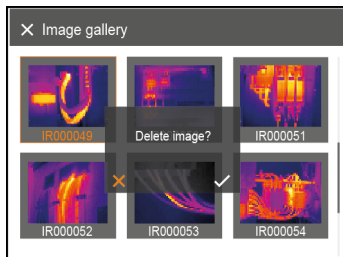 Image gallery
IR000049
Delete image?
IR000051
IR000052
IR000053
IR000054